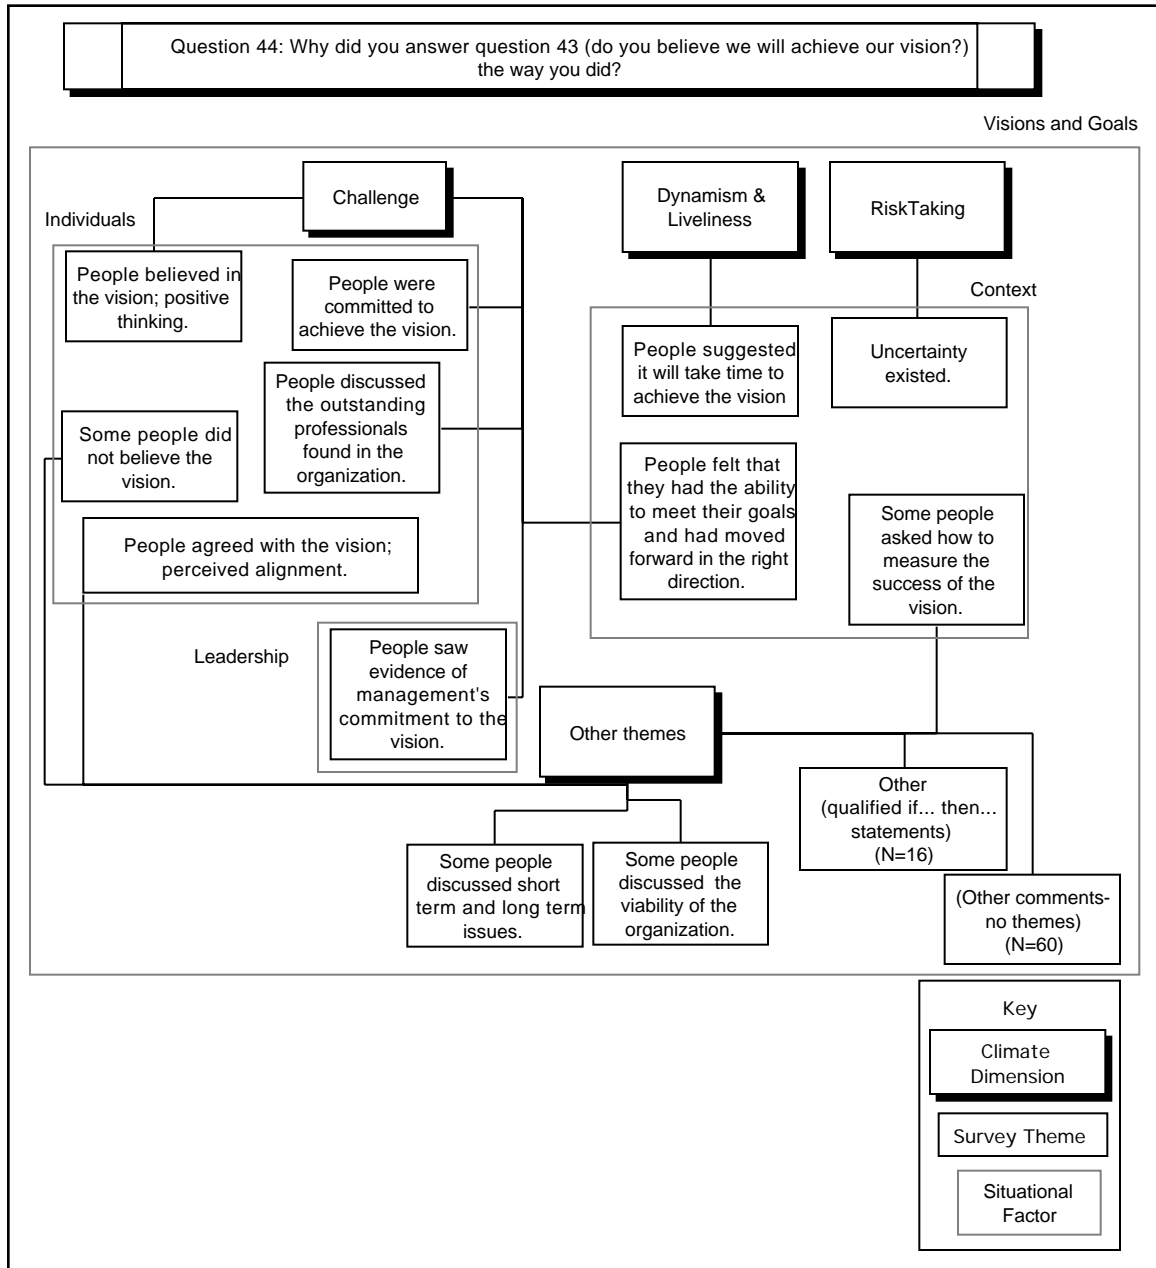 Question 44: Why did you answer question 43 (do you believe we will achieve our vision?)
the way you did?
Visions and Goals
Challenge
Dynamism &
Liveliness
RiskTaking
Individuals
Context
People believed in
the vision; positive
thinking.
People were
committed to
achieve the vision.
People suggested
it will take time to
achieve the vision
Uncertainty
existed.
People discussed
the outstanding
professionals
found in the
organization.
Some people did
not believe the
vision.
People felt that
they had the ability
to meet their goals
and had moved
forward in the right
direction.
Some people
asked how to
measure the
success of the
vision.
People agreed with the vision;
perceived alignment.
Leadership
People saw
evidence of
management's
commitment to the
vision.
Other themes
Other
(qualified if... then...
statements)
(N=16)
Some people
discussed short
term and long term
issues.
Some people
discussed the
viability of the
organization.
(Other comments-
no themes)
(N=60)
Key
Climate
Dimension
Survey Theme
Situational
Factor